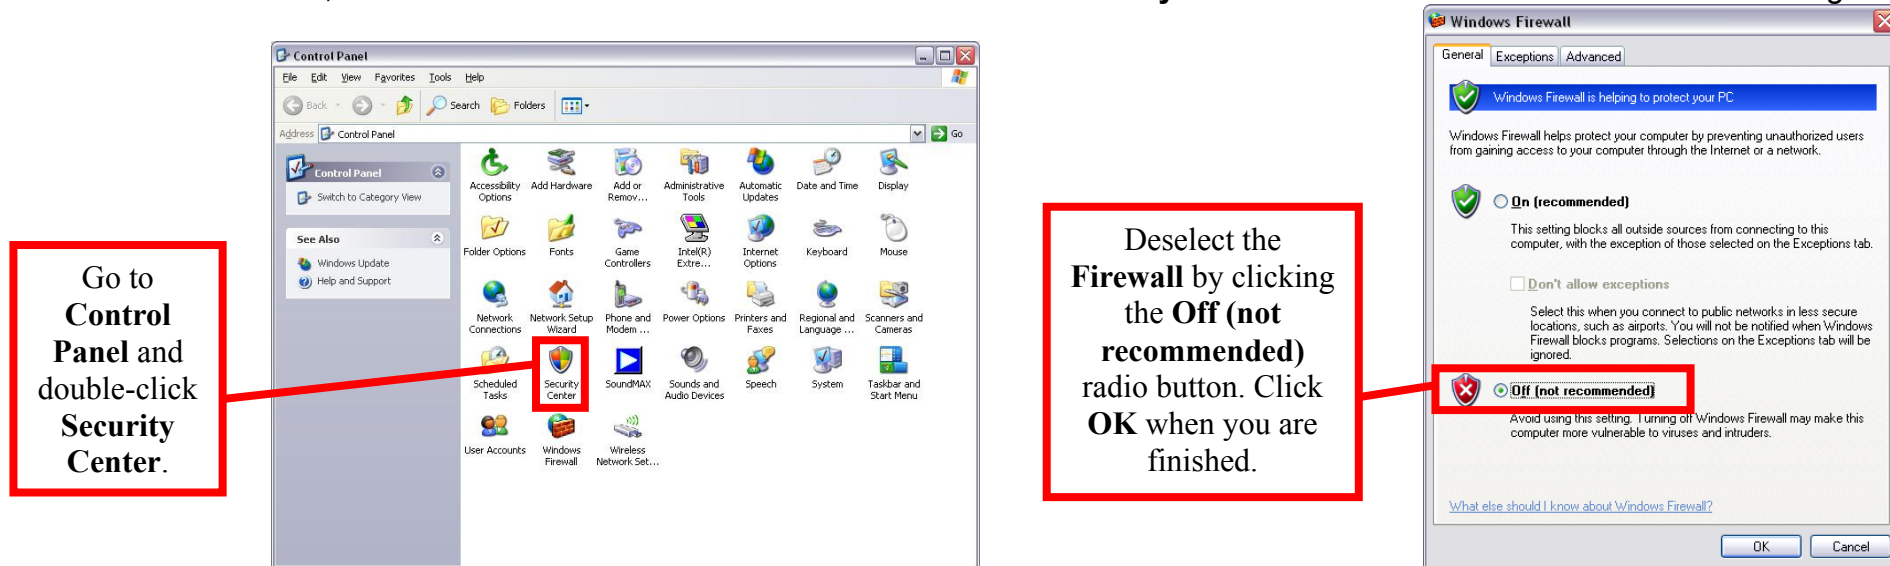 Control Panel
File Edit View Favorites Tools Help
Back Search Folders
Address Control Panel Go
Control Panel
Switch to Category View
See Also
Windows Update
Help and Support
Accessibility Options
Add Hardware
Add or Remov...
Administrative Tools
Automatic Updates
Date and Time
Display
Folder Options
Fonts
Game Controllers
Intel(R) Extre...
Internet Options
Keyboard
Mouse
Network Connections
Network Setup Wizard
Phone and Modem ...
Power Options
Printers and Faxes
Regional and Language ...
Scanners and Cameras
Scheduled Tasks
Security Center
SoundMAX
Sounds and Audio Devices
Speech
System
Taskbar and Start Menu
User Accounts
Windows Firewall
Wireless Network Set...
Go to
Control
Panel and
double-click
Security
Center.
Deselect the
Firewall by clicking
the Off (not
recommended)
radio button. Click
OK when you are
finished.
Windows Firewall
General Exceptions Advanced
Windows Firewall is helping to protect your PC
Windows Firewall helps protect your computer by preventing unauthorized users
from gaining access to your computer through the Internet or a network.
On (recommended)
This setting blocks all outside sources from connecting to this
computer, with the exception of those selected on the Exceptions tab.
Don't allow exceptions
Select this when you connect to public networks in less secure
locations, such as airports. You will not be notified when Windows
Firewall blocks programs. Selections on the Exceptions tab will be
ignored.
Off (not recommended)
Avoid using this setting. Turning off Windows Firewall may make this
computer more vulnerable to viruses and intruders.
What else should I know about Windows Firewall?
OK Cancel